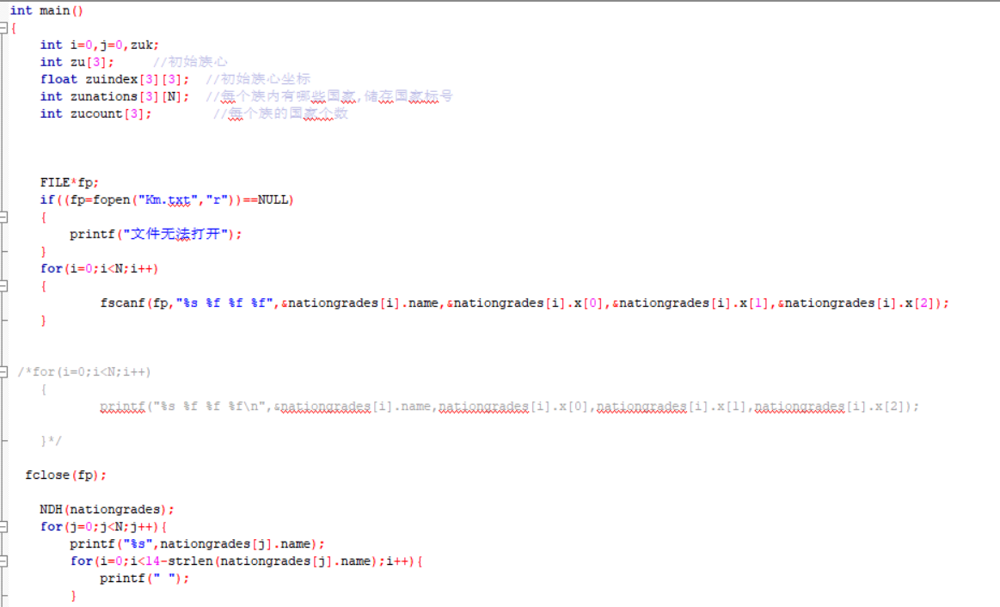 int main()
{
int i=0,j=0,zuk;
int zu[3]; //初始族心
float zuindex[3][3]; //初始族心坐标
int zunations[3][N]; //每个族内有哪些国家,储存国家标号
int zucount[3]; //每个族的国家个数
FILE*fp;
if((fp=fopen("Km.txt","r"))==NULL)
{
printf("文件无法打开");
}
for(i=0;i<N;i++)
{
fscanf(fp,"%s %f %f %f",&nationgrades[i].name,&nationgrades[i].x[0],&nationgrades[i].x[1],&nationgrades[i].x[2]);
}
/*for(i=0;i<N;i++)
{
printf("%s %f %f %f\n",&nationgrades[i].name,nationgrades[i].x[0],nationgrades[i].x[1],nationgrades[i].x[2]);
}*/
fclose(fp);
NDH(nationgrades);
for(j=0;j<N;j++){
printf("%s",nationgrades[j].name);
for(i=0;i<14-strlen(nationgrades[j].name);i++){
printf(" ");
}